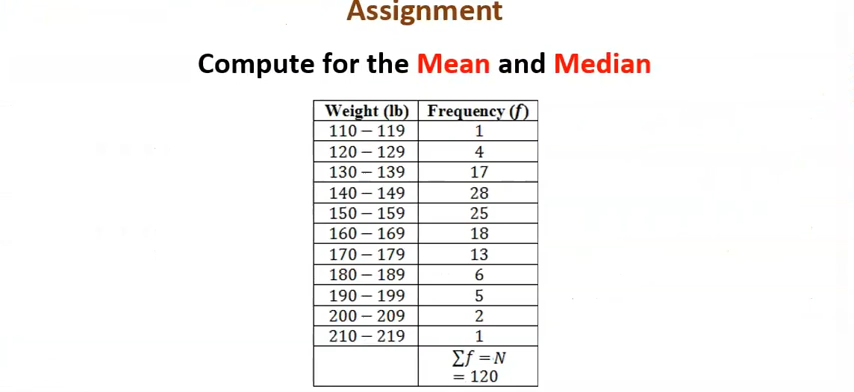 Assignment
Compute for the Mean and Median
Weight (lb) Frequency (f)
110 – 119 1
120 – 129 4
130 – 139 17
140 – 149 28
150 – 159 25
160 – 169 18
170 – 179 13
180 – 189 6
190 – 199 5
200 – 209 2
210 – 219 1
∑f = N
= 120